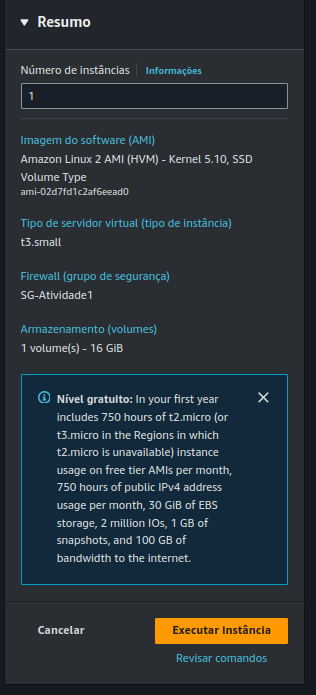 Resumo
Número de instâncias Informações
1
Imagem do software (AMI)
Amazon Linux 2 AMI (HVM) - Kernel 5.10, SSD
Volume Type
ami-02d7fd1c2af6eead0
Tipo de servidor virtual (tipo de instância)
t3.small
Firewall (grupo de segurança)
SG-Atividade1
Armazenamento (volumes)
1 volume(s) - 16 GiB
Nível gratuito: In your first year
includes 750 hours of t2.micro (or
t3.micro in the Regions in which
t2.micro is unavailable) instance
usage on free tier AMIs per month,
750 hours of public IPv4 address
usage per month, 30 GiB of EBS
storage, 2 million IOs, 1 GB of
snapshots, and 100 GB of
bandwidth to the internet.
Cancelar Executar instância
Revisar comandos